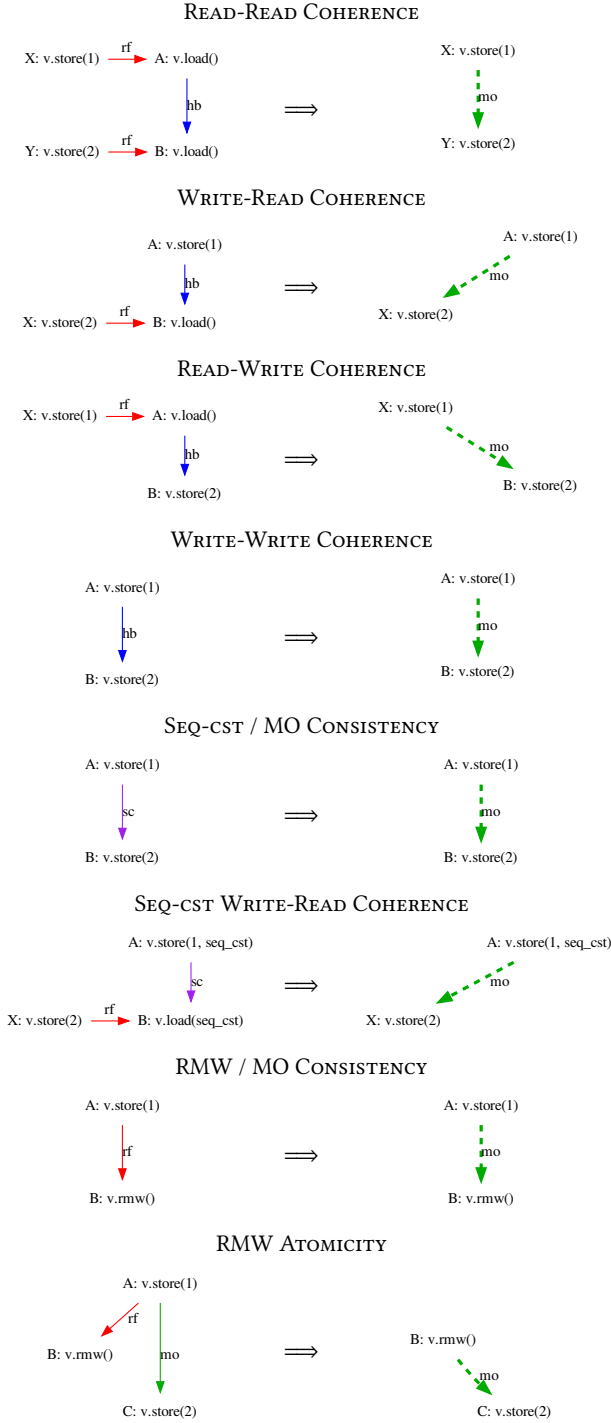 READ-READ COHERENCE
X: v.store(1) rf A: v.load() X: v.store(1)
hb ⟹ mo
Y: v.store(2) rf B: v.load() Y: v.store(2)
WRITE-READ COHERENCE
A: v.store(1) A: v.store(1)
hb ⟹ mo
X: v.store(2) rf B: v.load() X: v.store(2)
READ-WRITE COHERENCE
X: v.store(1) rf A: v.load() X: v.store(1)
hb ⟹ mo
B: v.store(2) B: v.store(2)
WRITE-WRITE COHERENCE
A: v.store(1) A: v.store(1)
hb ⟹ mo
B: v.store(2) B: v.store(2)
SEQ-CST / MO CONSISTENCY
A: v.store(1) A: v.store(1)
sc ⟹ mo
B: v.store(2) B: v.store(2)
SEQ-CST WRITE-READ COHERENCE
A: v.store(1, seq_cst) A: v.store(1, seq_cst)
sc ⟹ mo
X: v.store(2) rf B: v.load(seq_cst) X: v.store(2)
RMW / MO CONSISTENCY
A: v.store(1) A: v.store(1)
rf ⟹ mo
B: v.rmw() B: v.rmw()
RMW ATOMICITY
A: v.store(1)
rf B: v.rmw()
B: v.rmw() mo ⟹ mo
C: v.store(2) C: v.store(2)